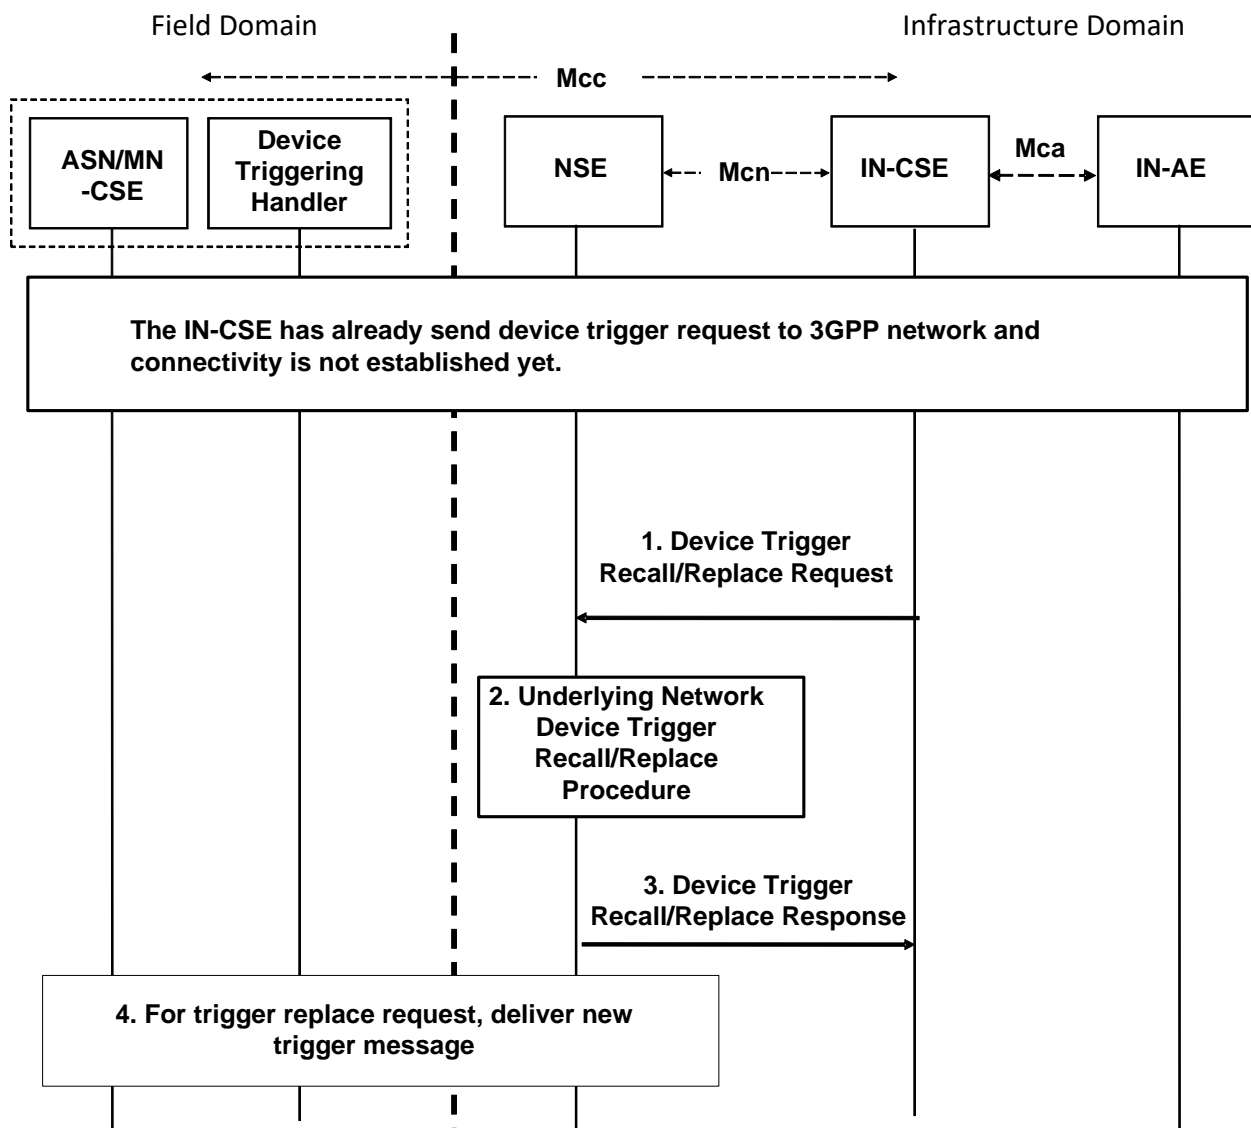 Field Domain
Infrastructure Domain
Mcc
ASN/MN
-CSE
Device
Triggering
Handler
NSE
Mcn
IN-CSE
Mca
IN-AE
The IN-CSE has already send device trigger request to 3GPP network and
connectivity is not established yet.
1. Device Trigger
Recall/Replace Request
2. Underlying Network
Device Trigger
Recall/Replace
Procedure
3. Device Trigger
Recall/Replace Response
4. For trigger replace request, deliver new
trigger message